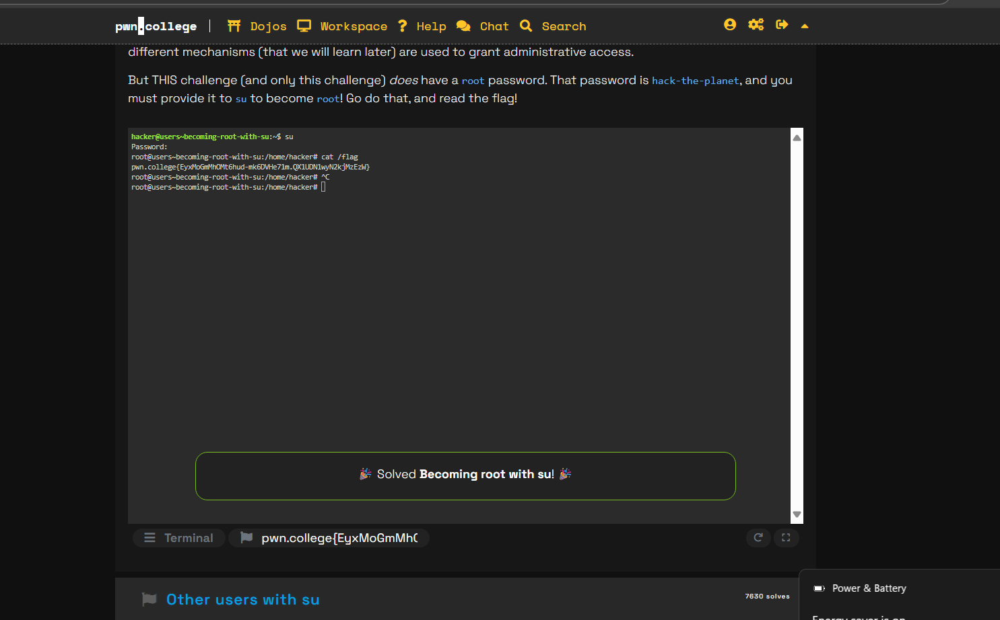 pwn.college | Dojos Workspace ? Help Chat Search
different mechanisms (that we will learn later) are used to grant administrative access.
But THIS challenge (and only this challenge) does have a root password. That password is hack-the-planet, and you
must provide it to su to become root! Go do that, and read the flag!
hacker@users~becoming-root-with-su:~$ su
Password:
root@users~becoming-root-with-su:/home/hacker# cat /flag
pwn.college{EyxMoGmMhOMt6hud-mk6DVHe71m.QX1UDN1wyN2kjMzEzW}
root@users~becoming-root-with-su:/home/hacker# ^C
root@users~becoming-root-with-su:/home/hacker#
🎉 Solved Becoming root with su! 🎉
Terminal pwn.college{EyxMoGmMhO
Other users with su 7630 solves
Power & Battery
Energy saver is on